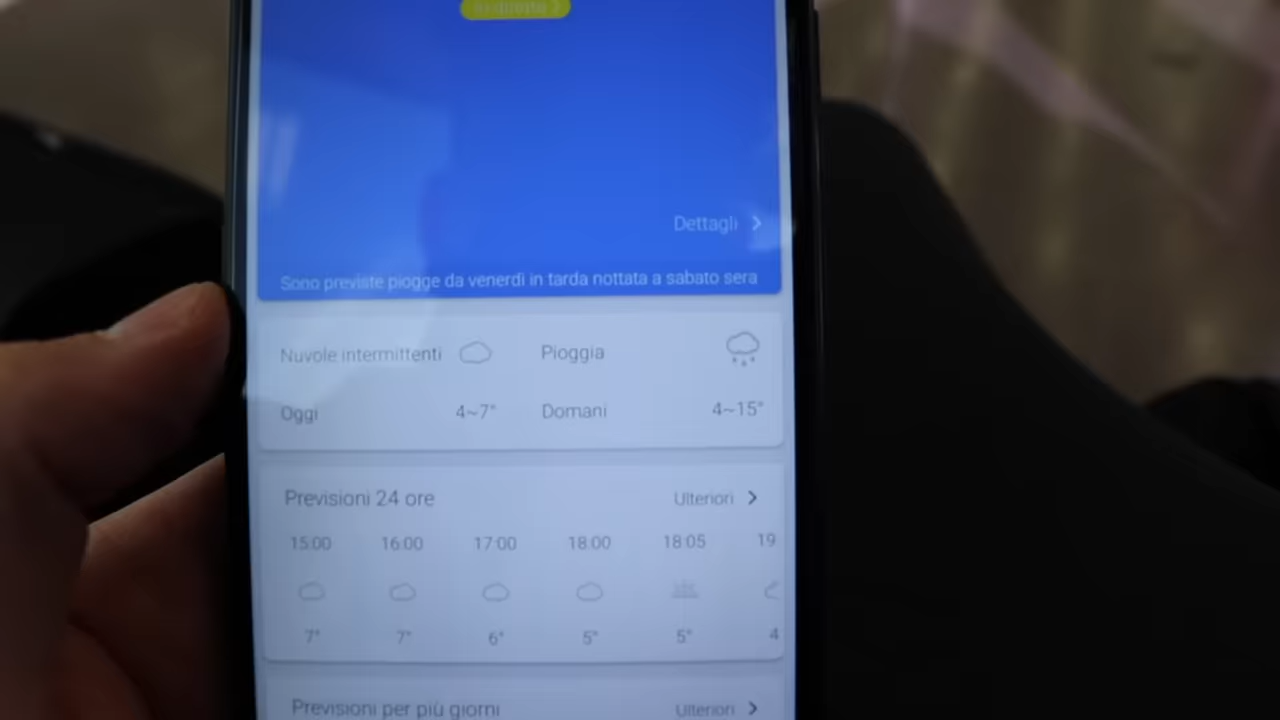 Dettagli >
Sono previste piogge da venerdì in tarda nottata a sabato sera
Nuvole intermittenti Pioggia
Oggi 4~7° Domani 4~15°
Previsioni 24 ore Ulteriori >
15:00 16:00 17:00 18:00 18:05 19
7° 7° 6° 5° 5° 4
Previsioni per più giorni Ulteriori >